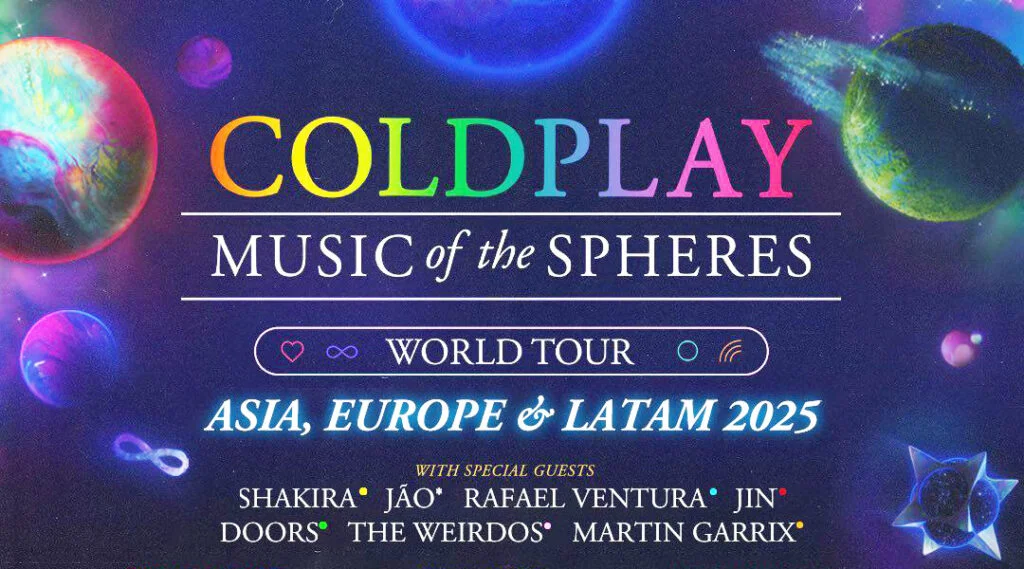 COLDPLAY
MUSIC of the SPHERES
WORLD TOUR
ASIA, EUROPE & LATAM 2025
WITH SPECIAL GUESTS
SHAKIRA• JÃO* RAFAEL VENTURA• JIN•
DOORS• THE WEIRDOS• MARTIN GARRIX•